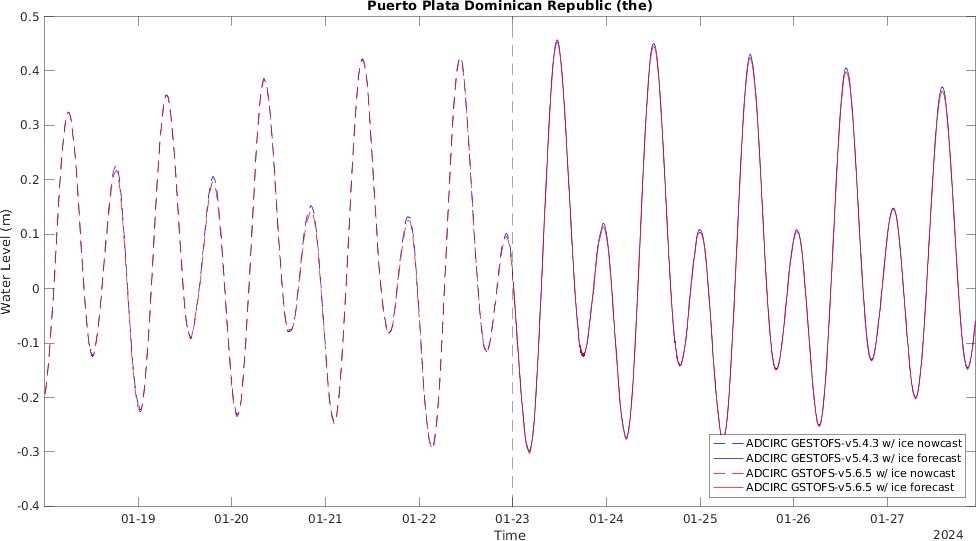 Puerto Plata Dominican Republic (the)
Water Level (m)
0.5
0.4
0.3
0.2
0.1
0
-0.1
-0.2
-0.3
-0.4
01-19 01-20 01-21 01-22 01-23 01-24 01-25 01-26 01-27
Time
2024
ADCIRC GESTOFS-v5.4.3 w/ ice nowcast
ADCIRC GESTOFS-v5.4.3 w/ ice forecast
ADCIRC GSTOFS-v5.6.5 w/ ice nowcast
ADCIRC GSTOFS-v5.6.5 w/ ice forecast